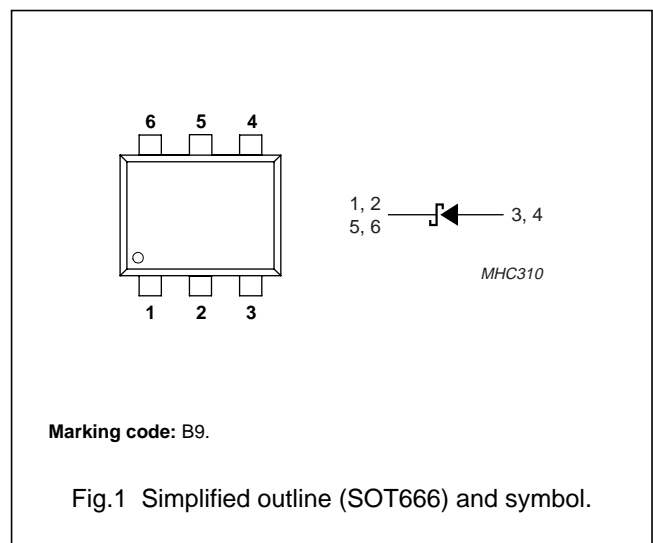 6 5 4
1, 2
5, 6
3, 4
MHC310
1 2 3
Marking code: B9.
Fig.1 Simplified outline (SOT666) and symbol.